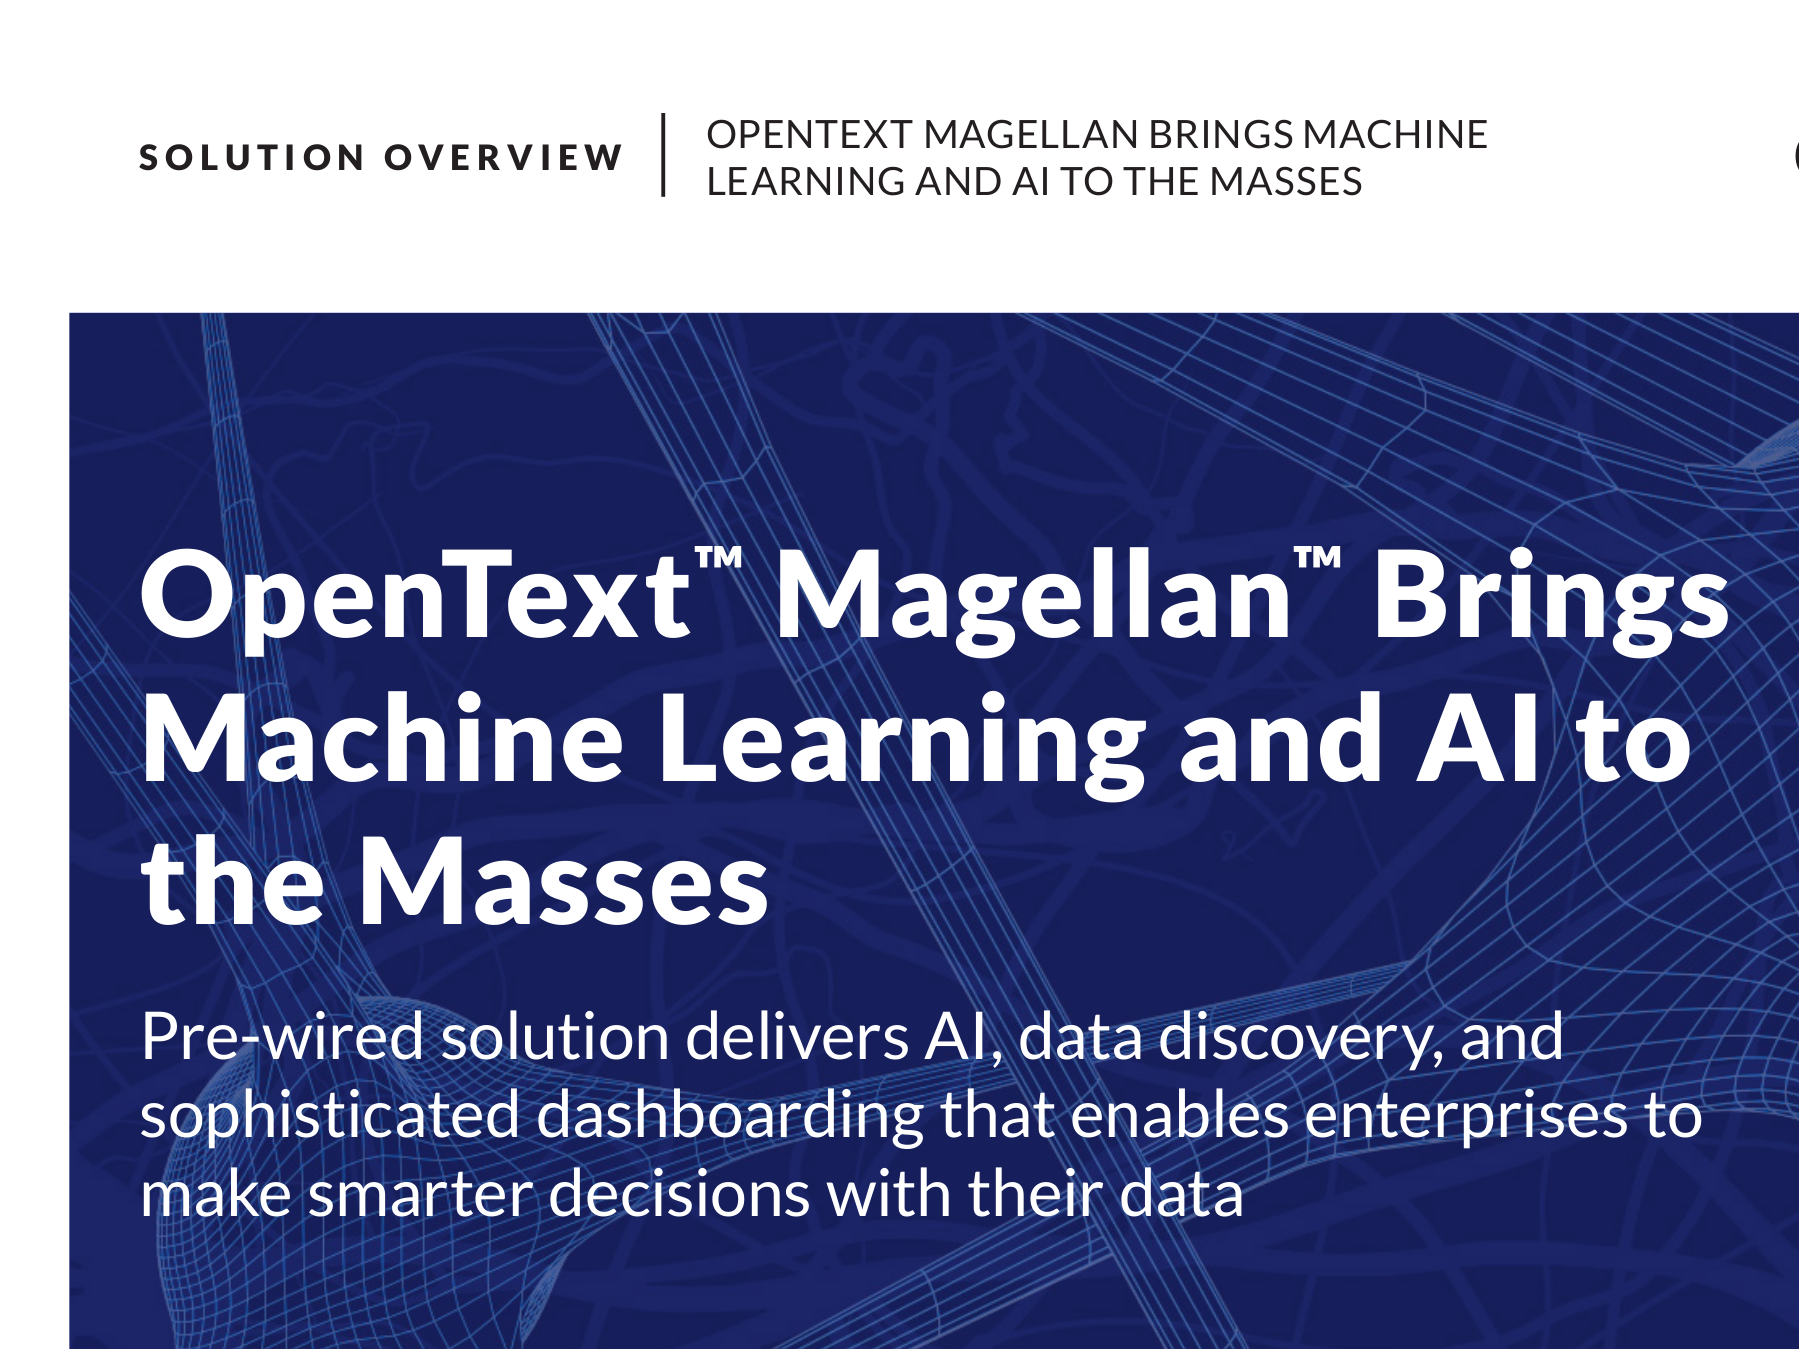 SOLUTION OVERVIEW
OPENTEXT MAGELLAN BRINGS MACHINE
LEARNING AND AI TO THE MASSES
OpenText™ Magellan™ Brings
Machine Learning and AI to
the Masses
Pre-wired solution delivers AI, data discovery, and
sophisticated dashboarding that enables enterprises to
make smarter decisions with their data